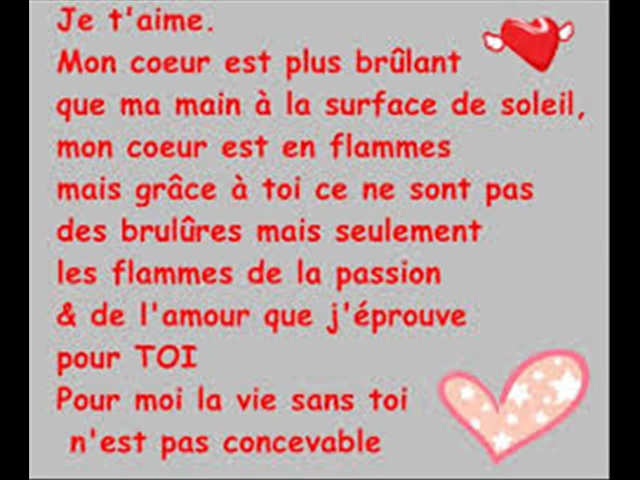 Je t'aime.
Mon coeur est plus brûlant
que ma main à la surface de soleil,
mon coeur est en flammes
mais grâce à toi ce ne sont pas
des brulûres mais seulement
les flammes de la passion
& de l'amour que j'éprouve
pour TOI
Pour moi la vie sans toi
n'est pas concevable